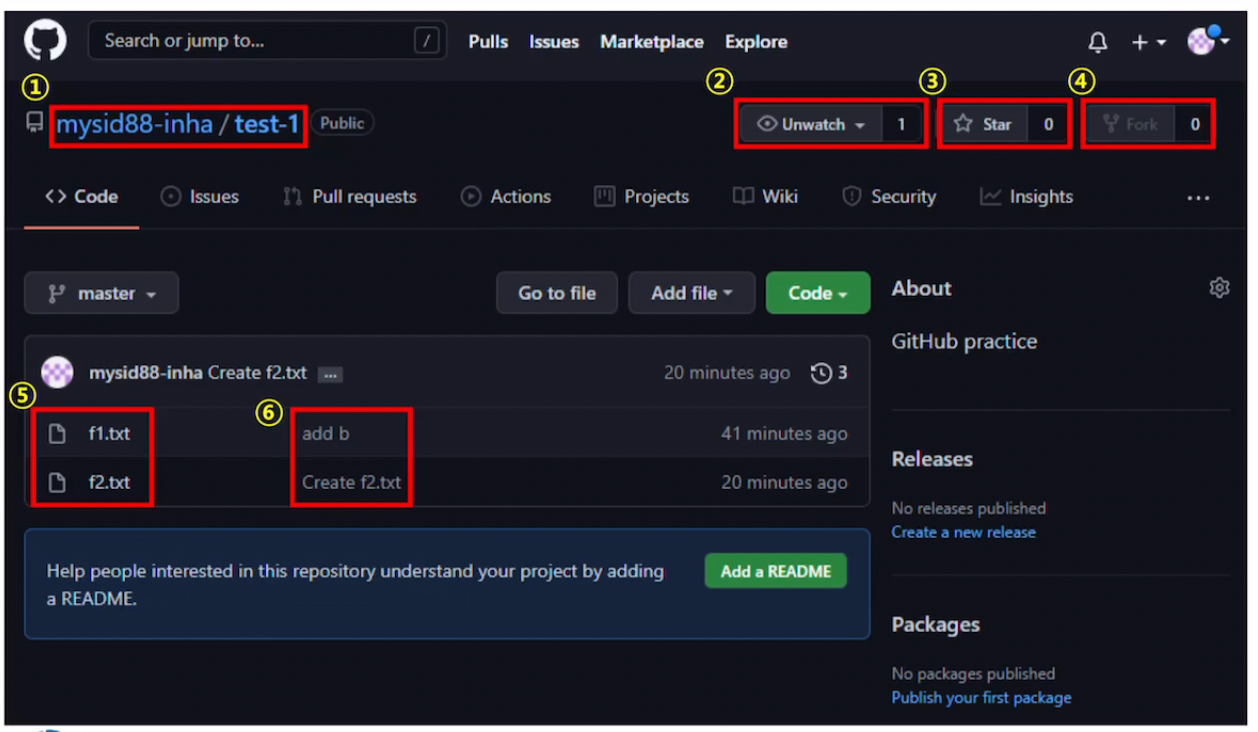 Search or jump to... / Pulls Issues Marketplace Explore
① ② ③ ④
mysid88-inha / test-1 Public Unwatch 1 Star 0 Fork 0
<> Code Issues Pull requests Actions Projects Wiki Security Insights ...
master Go to file Add file Code About
GitHub practice
mysid88-inha Create f2.txt ... 20 minutes ago 3
⑤ ⑥
f1.txt add b 41 minutes ago
f2.txt Create f2.txt 20 minutes ago
Releases
No releases published
Create a new release
Help people interested in this repository understand your project by adding
a README.
Add a README
Packages
No packages published
Publish your first package